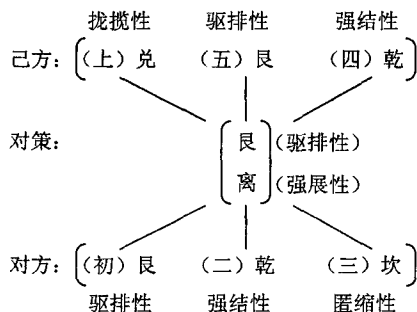 拢揽性 驱排性 强结性
己方：（上）兑 （五）艮 （四）乾
对策： 艮（驱排性）
离（强展性）
对方：（初）艮 （二）乾 （三）坎
驱排性 强结性 匿缩性